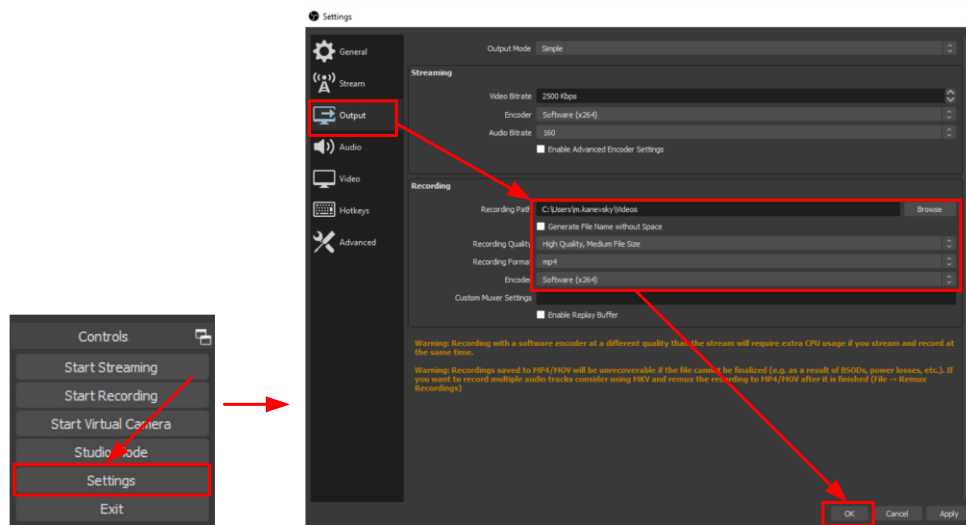 Controls
Start Streaming
Start Recording
Start Virtual Camera
Studio Mode
Settings
Exit
Settings
General
Stream
Output
Audio
Video
Hotkeys
Advanced
Output Mode Simple
Streaming
Video Bitrate 2500 Kbps
Encoder Software (x264)
Audio Bitrate 160
Enable Advanced Encoder Settings
Recording
Recording Path C:\Users\m.kanevsky\Videos Browse
Generate File Name without Space
Recording Quality High Quality, Medium File Size
Recording Format mp4
Encoder Software (x264)
Custom Muxer Settings
Enable Replay Buffer
Warning: Recording with a software encoder at a different quality than the stream will require extra CPU usage if you stream and record at
the same time.
Warning: Recordings saved to MP4/MOV will be unrecoverable if the file cannot be finalized (e.g. as a result of BSODs, power losses, etc.). If
you want to record multiple audio tracks consider using MKV and remux the recording to MP4/MOV after it is finished (File → Remux
Recordings)
OK Cancel Apply